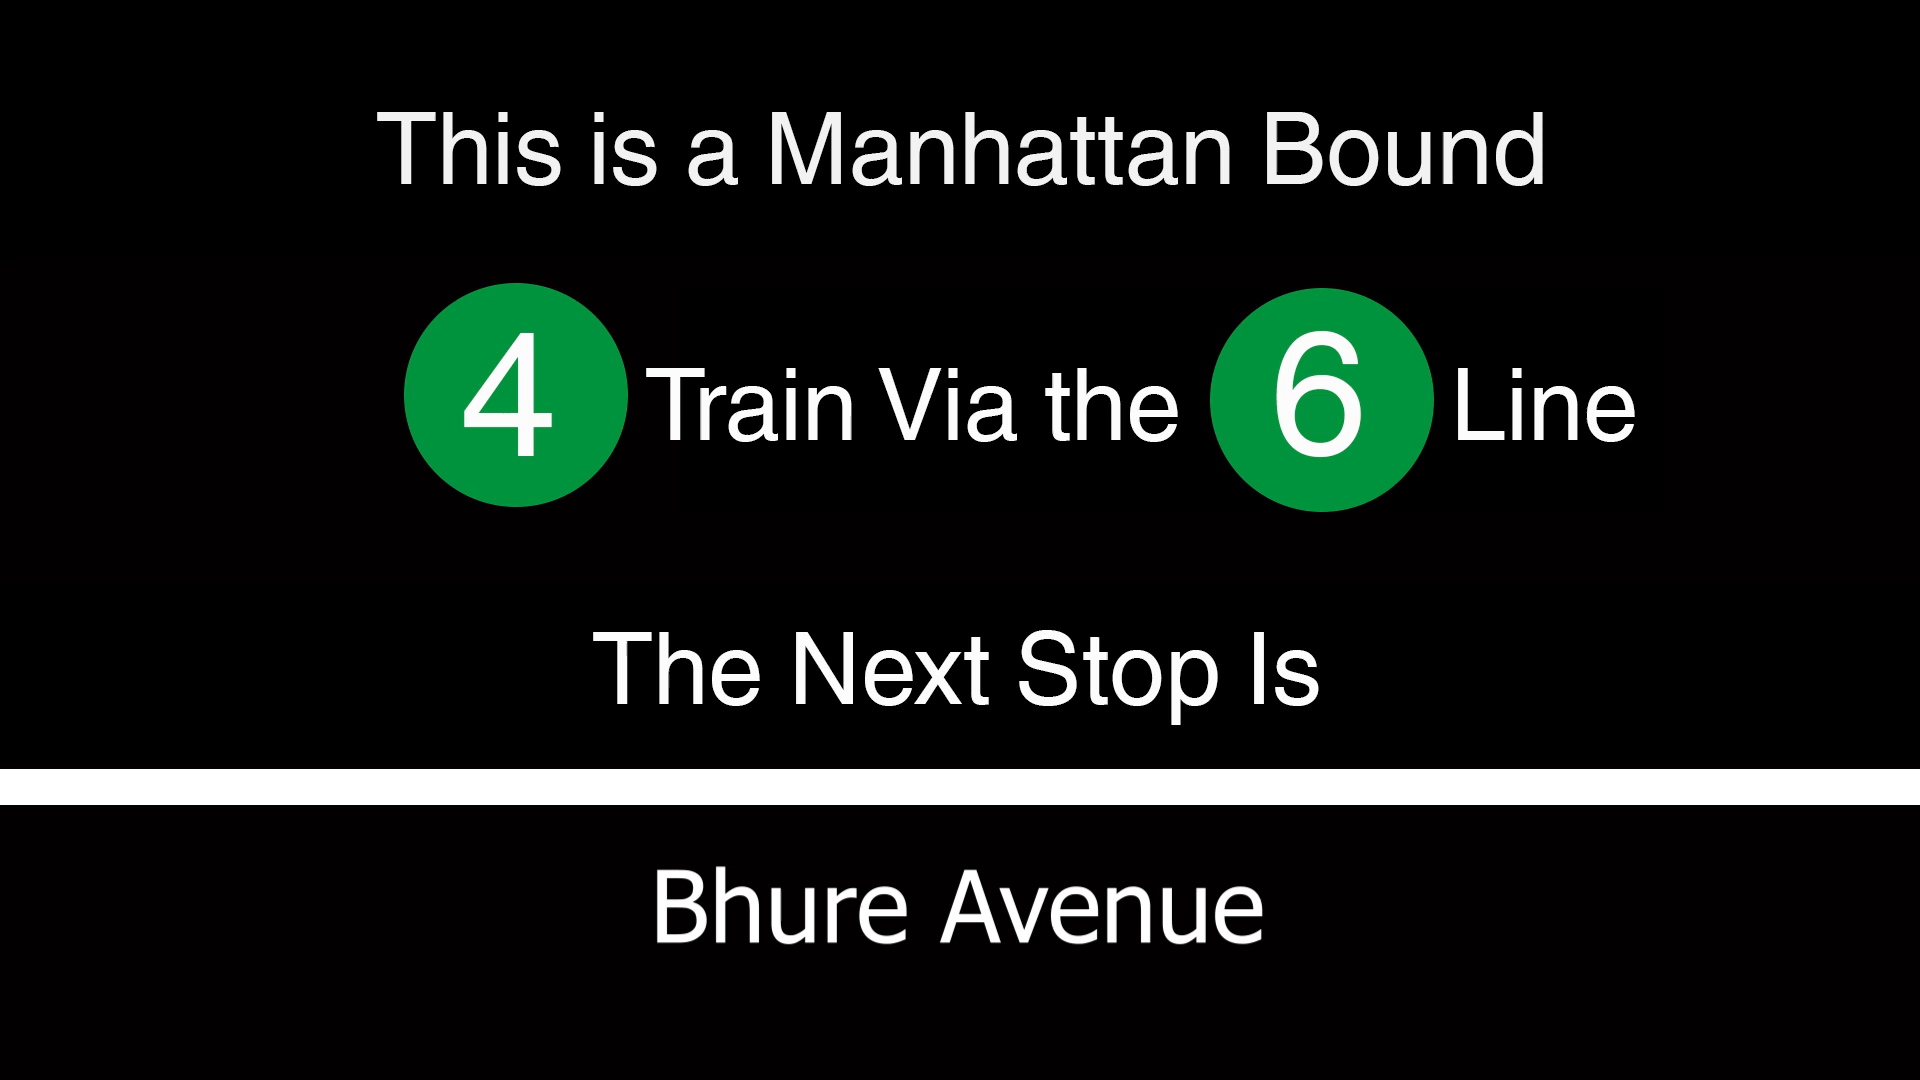 This is a Manhattan Bound
4 Train Via the 6 Line
The Next Stop Is
Bhure Avenue